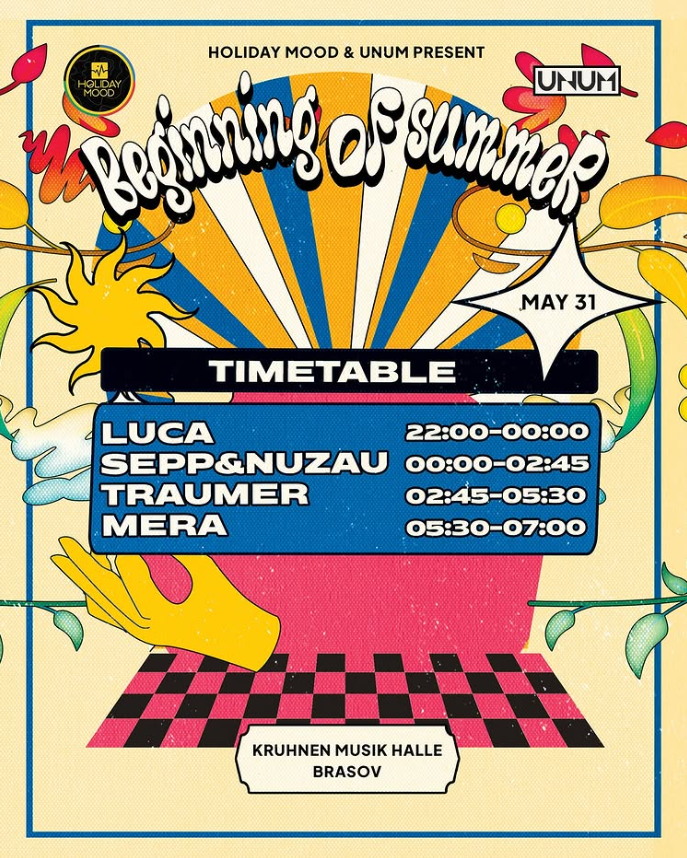 HOLIDAY MOOD & UNUM PRESENT
HOLIDAY
MOOD
UNUM
Beginning OF summeR
MAY 31
TIMETABLE
LUCA 22:00-00:00
SEPP&NUZAU 00:00-02:45
TRAUMER 02:45-05:30
MERA 05:30-07:00
KRUHNEN MUSIK HALLE
BRASOV